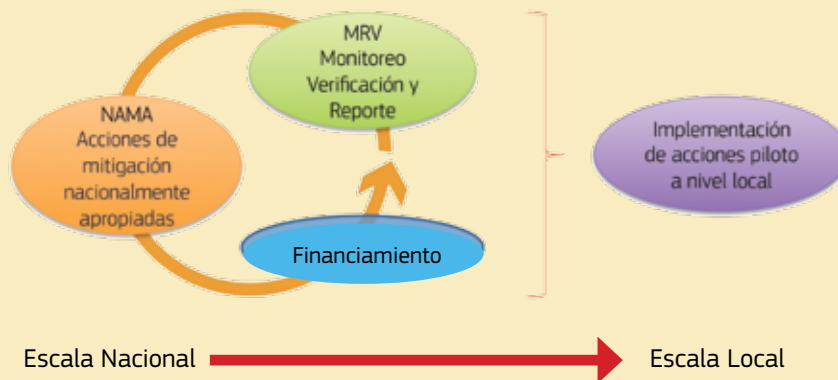 MRV
Monitoreo
Verificación y
Reporte
NAMA
Acciones de
mitigación
nacionalmente
apropiadas
Financiamiento
Implementación
de acciones piloto
a nivel local
Escala Nacional
Escala Local